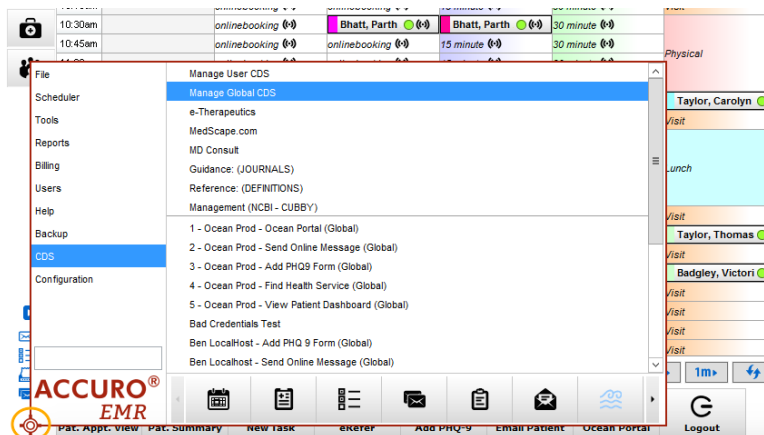 10:30am onlinebooking Bhatt, Parth Bhatt, Parth 30 minute
10:45am onlinebooking onlinebooking 15 minute 30 minute
Physical
File
Scheduler
Tools
Reports
Billing
Users
Help
Backup
CDS
Configuration
Manage User CDS
Manage Global CDS
e-Therapeutics
MedScape.com
MD Consult
Guidance: (JOURNALS)
Reference: (DEFINITIONS)
Management (NCBI - CUBBY)
1 - Ocean Prod - Ocean Portal (Global)
2 - Ocean Prod - Send Online Message (Global)
3 - Ocean Prod - Add PHQ9 Form (Global)
4 - Ocean Prod - Find Health Service (Global)
5 - Ocean Prod - View Patient Dashboard (Global)
Bad Credentials Test
Ben LocalHost - Add PHQ 9 Form (Global)
Ben Localhost - Send Online Message (Global)
Taylor, Carolyn
Visit
Lunch
Visit
Taylor, Thomas
Visit
Badgley, Victori
Visit
Visit
Visit
Visit
1m
ACCURO®
EMR
Pat. Appt. View Pat. Summary New Task eRefer Add PHQ-9 Email Patient Ocean Portal Logout